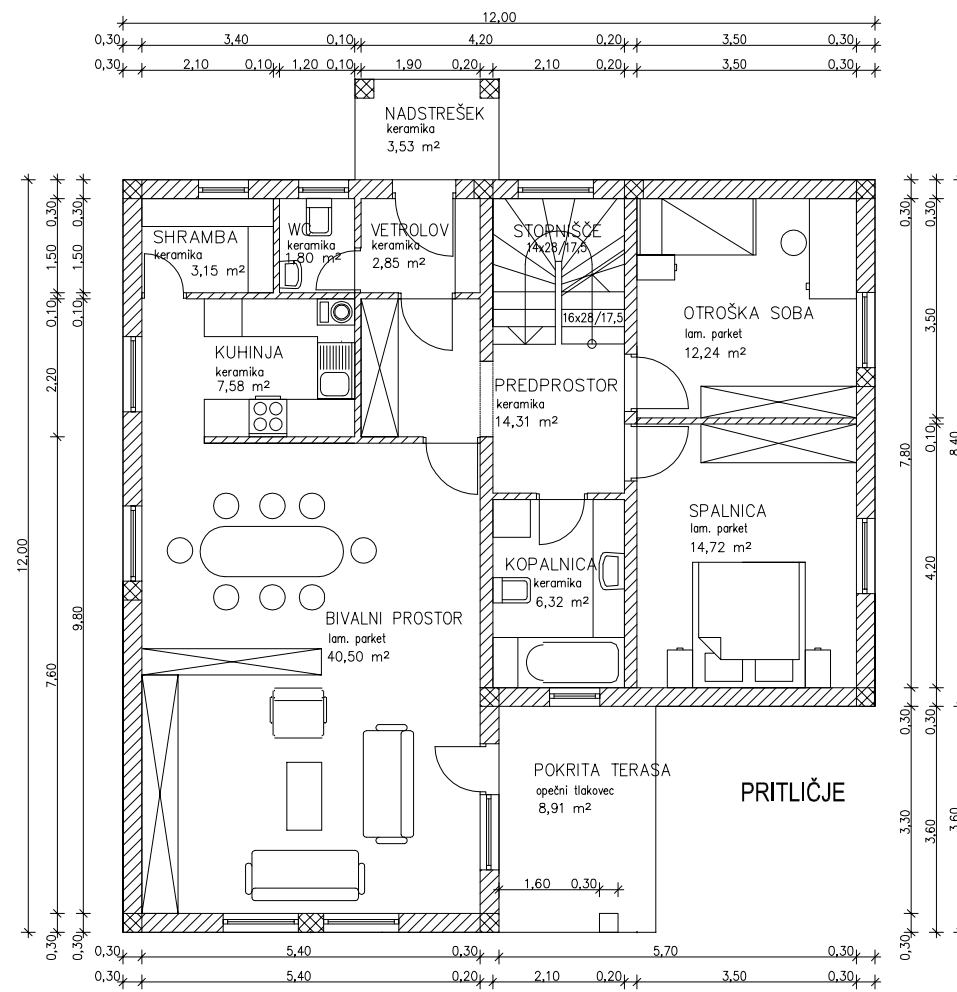 12,00
0,30 3,40 0,10 4,20 0,20 3,50 0,30
0,30 2,10 0,10 1,20 0,10 1,90 0,20 2,10 0,20 3,50 0,30
NADSTREŠEK
keramika
3,53 m²
SHRAMBA
keramika
3,15 m²
WC
keramika
1,80 m²
VETROLOV
keramika
2,85 m²
STOPNIŠČE
14x28/17,5
16x28/17,5
OTROŠKA SOBA
lam. parket
12,24 m²
KUHINJA
keramika
7,58 m²
PREDPROSTOR
keramika
14,31 m²
SPALNICA
lam. parket
14,72 m²
KOPALNICA
keramika
6,32 m²
BIVALNI PROSTOR
lam. parket
40,50 m²
POKRITA TERASA
opečni tlakovec
8,91 m²
PRITLIČJE
1,60 0,30
12,00
0,30 1,50 0,10 2,20 7,60 0,30
0,30 1,50 0,10 9,80 0,30
0,30 7,80 0,30 3,30 0,30
0,30 3,50 0,10 4,20 0,30 3,60
8,40 3,60
0,30 5,40 0,30 5,70 0,30
0,30 5,40 0,20 2,10 0,20 3,50 0,30